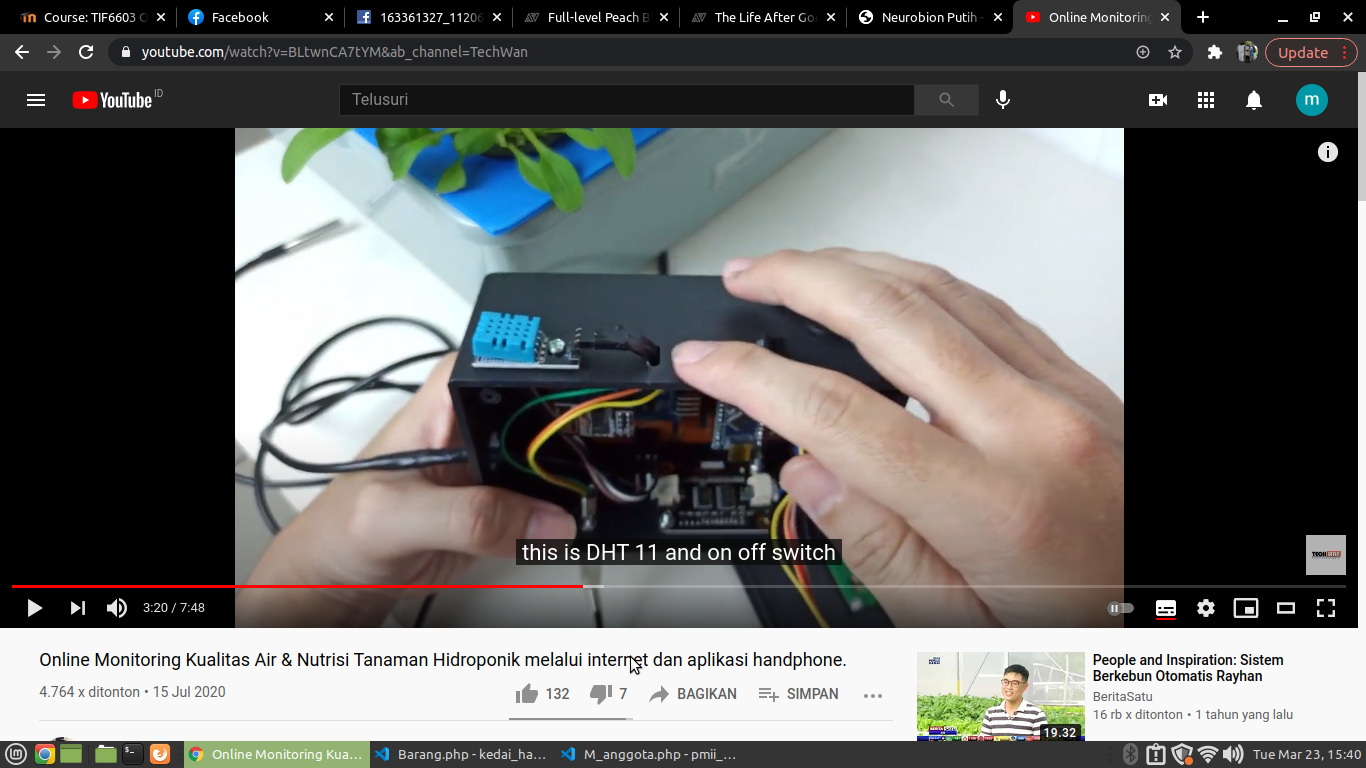 Course: TIF6603 O
Facebook
163361327_11206
Full-level Peach B
The Life After Go
Neurobion Putih -
Online Monitoring
youtube.com/watch?v=BLtwnCA7tYM&ab_channel=TechWan
Update
YouTube ID
Telusuri
m
this is DHT 11 and on off switch
3:20 / 7:48
Online Monitoring Kualitas Air & Nutrisi Tanaman Hidroponik melalui internet dan aplikasi handphone.
4.764 x ditonton • 15 Jul 2020
132
7
BAGIKAN
SIMPAN
19.32
People and Inspiration: Sistem
Berkebun Otomatis Rayhan
BeritaSatu
16 rb x ditonton • 1 tahun yang lalu
Online Monitoring Kua...
Barang.php - kedai_ha...
M_anggota.php - pmii_...
Tue Mar 23, 15:40